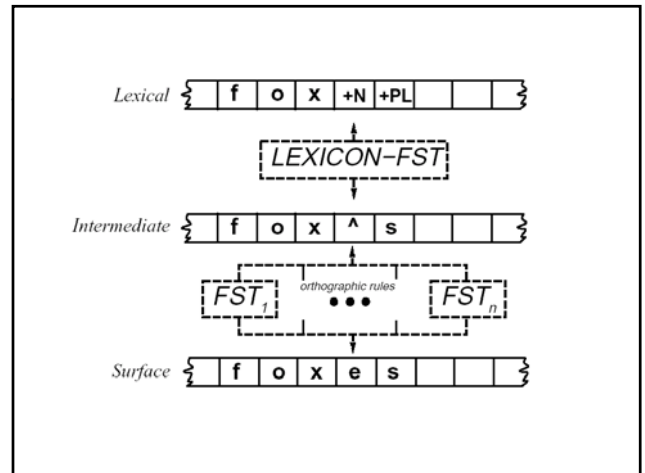 Lexical f o x +N +PL
LEXICON-FST
Intermediate f o x ^ s
orthographic rules
FST1 ••• FSTn
Surface f o x e s